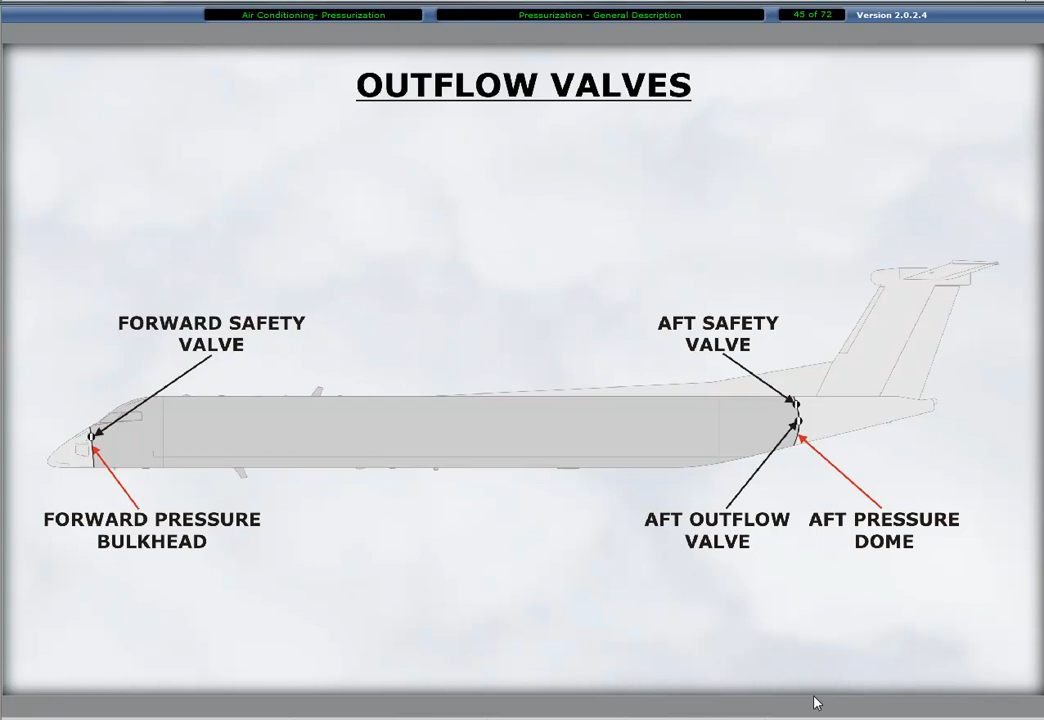 Air Conditioning- Pressurization
Pressurization - General Description
45 of 72
Version 2.0.2.4
OUTFLOW VALVES
FORWARD SAFETY
VALVE
AFT SAFETY
VALVE
FORWARD PRESSURE
BULKHEAD
AFT OUTFLOW
VALVE
AFT PRESSURE
DOME